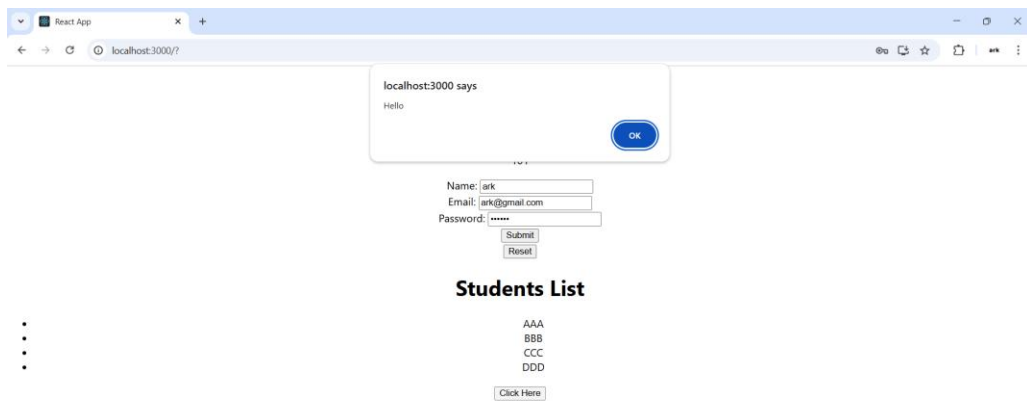 React App
localhost:3000/?
ark
localhost:3000 says
Hello
OK
Name: ark
Email: ark@gmail.com
Password: ••••••
Submit
Reset
Students List
• AAA
• BBB
• CCC
• DDD
Click Here